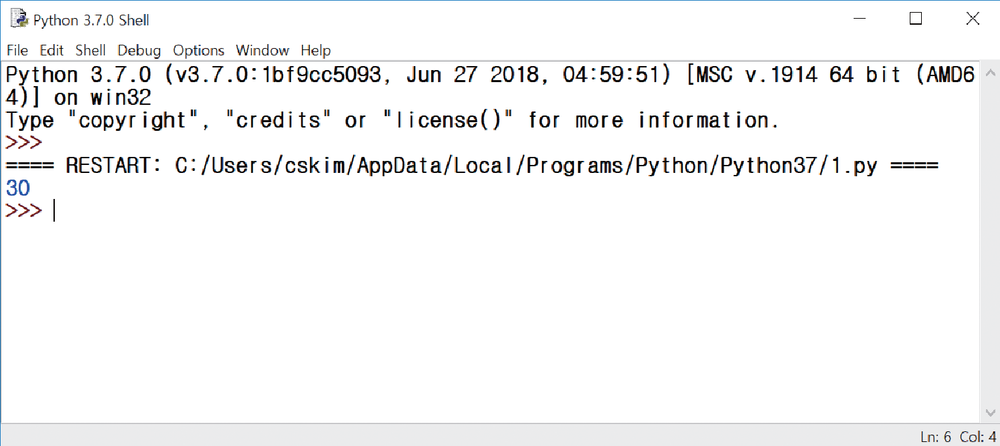 Python 3.7.0 Shell
File Edit Shell Debug Options Window Help
Python 3.7.0 (v3.7.0:1bf9cc5093, Jun 27 2018, 04:59:51) [MSC v.1914 64 bit (AMD6
4)] on win32
Type "copyright", "credits" or "license()" for more information.
>>>
==== RESTART: C:/Users/cskim/AppData/Local/Programs/Python/Python37/1.py ====
30
>>>
Ln: 6 Col: 4